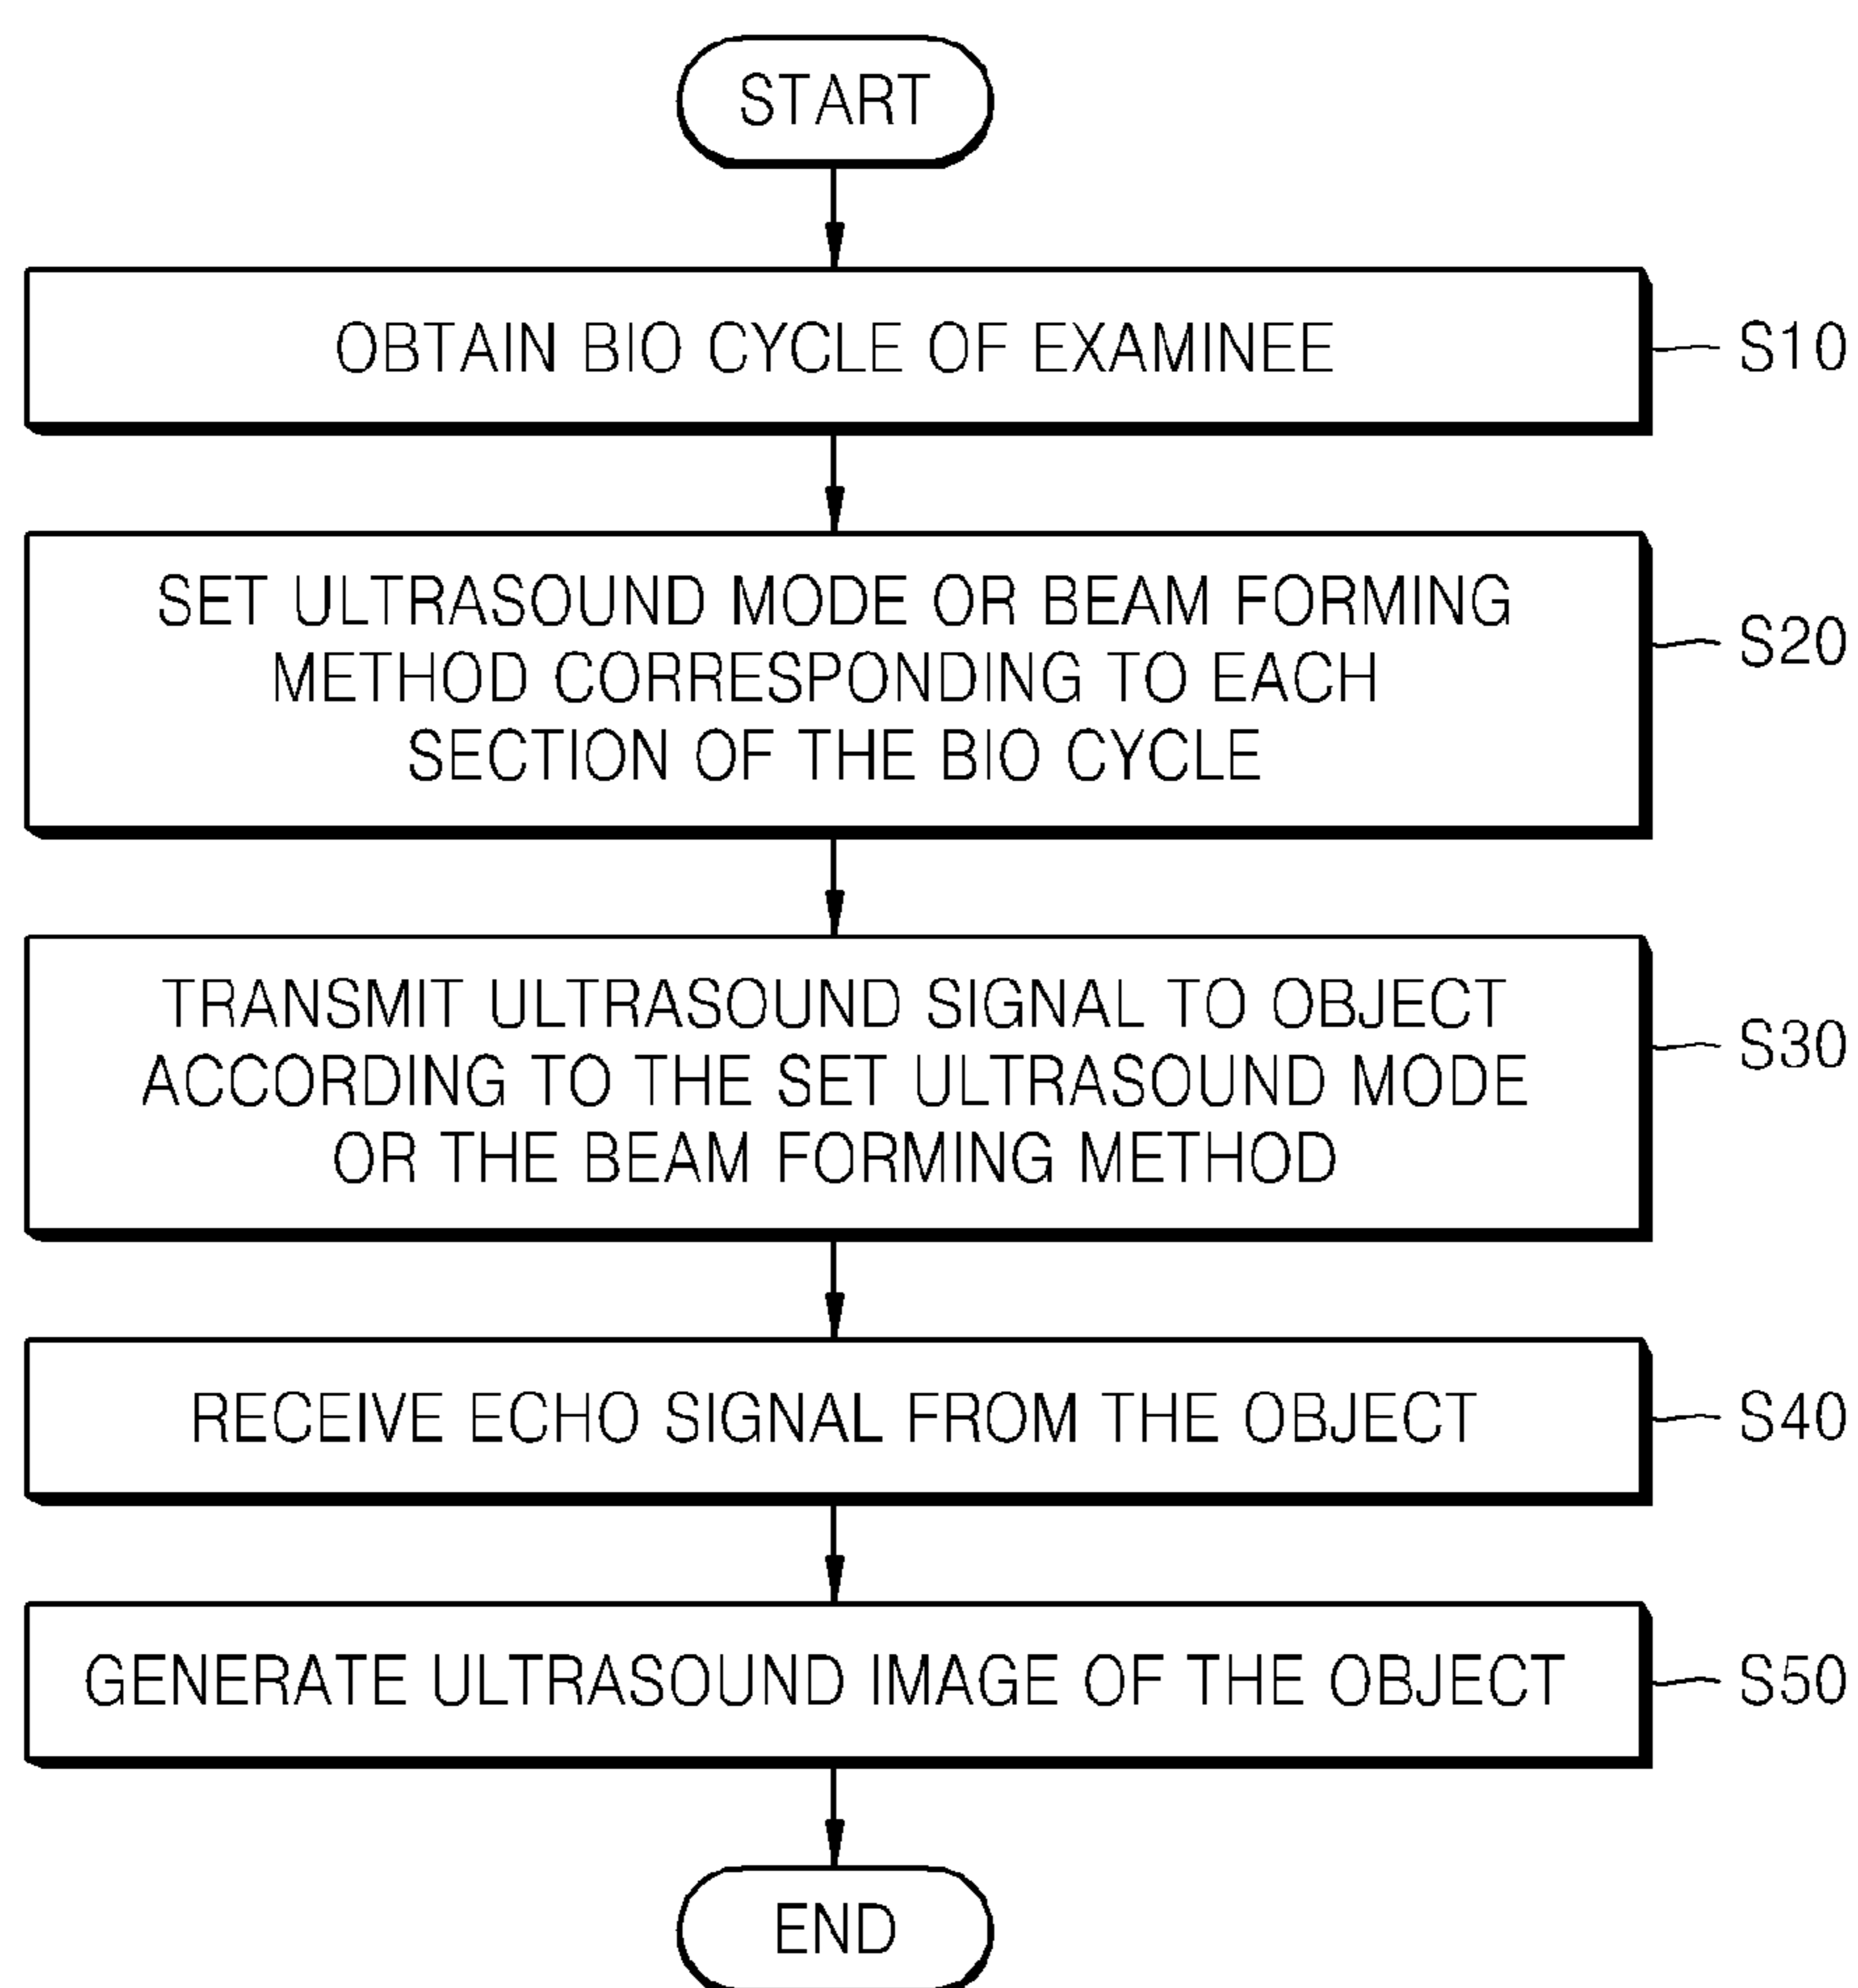 START
OBTAIN BIO CYCLE OF EXAMINEE
S10
SET ULTRASOUND MODE OR BEAM FORMING
METHOD CORRESPONDING TO EACH
SECTION OF THE BIO CYCLE
S20
TRANSMIT ULTRASOUND SIGNAL TO OBJECT
ACCORDING TO THE SET ULTRASOUND MODE
OR THE BEAM FORMING METHOD
S30
RECEIVE ECHO SIGNAL FROM THE OBJECT
S40
GENERATE ULTRASOUND IMAGE OF THE OBJECT
S50
END